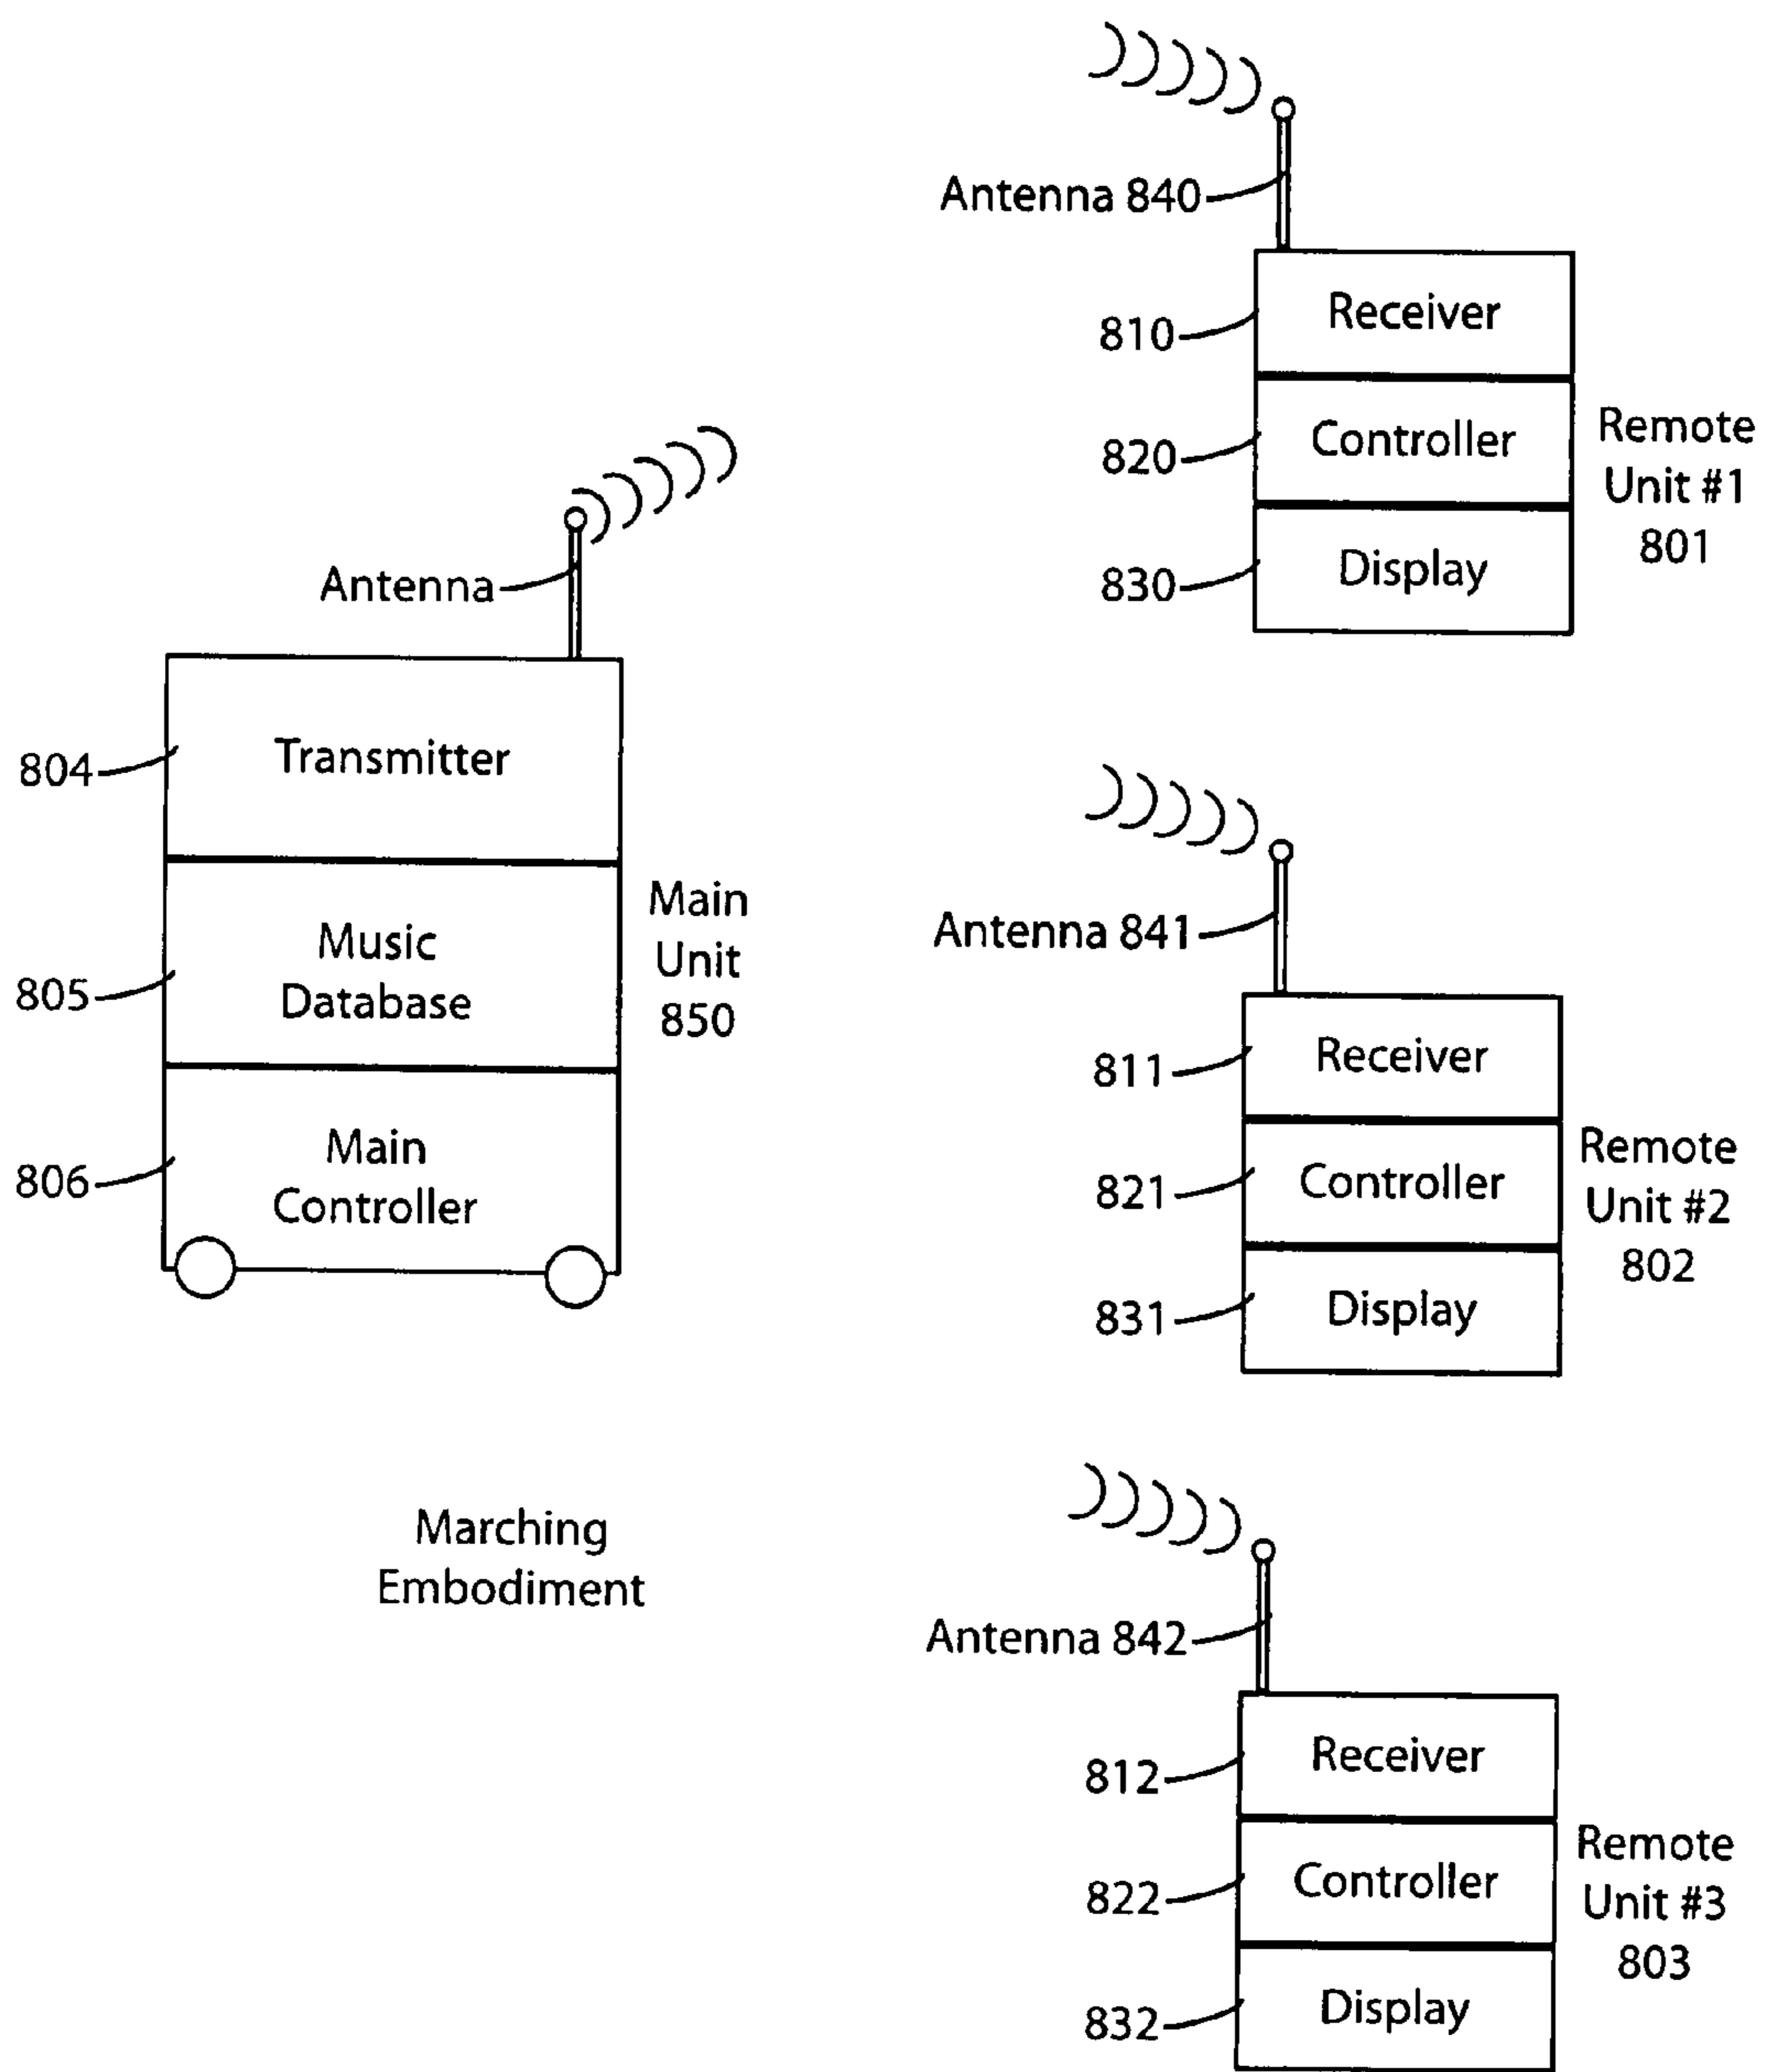 Antenna
804
Transmitter
805
Music
Database
806
Main
Controller
Main
Unit
850
Marching
Embodiment
Antenna 840
810
Receiver
820
Controller
830
Display
Remote
Unit #1
801
Antenna 841
811
Receiver
821
Controller
831
Display
Remote
Unit #2
802
Antenna 842
812
Receiver
822
Controller
832
Display
Remote
Unit #3
803